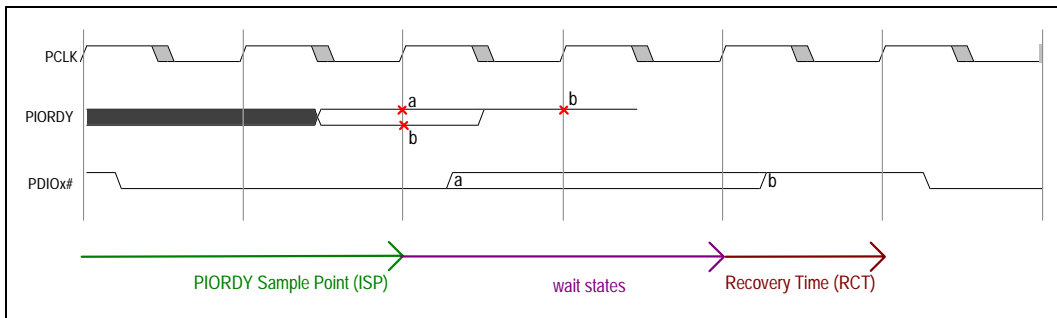 PCLK
PIORDY
a
b
b
PDIOx#
a
b
PIORDY Sample Point (ISP)
wait states
Recovery Time (RCT)